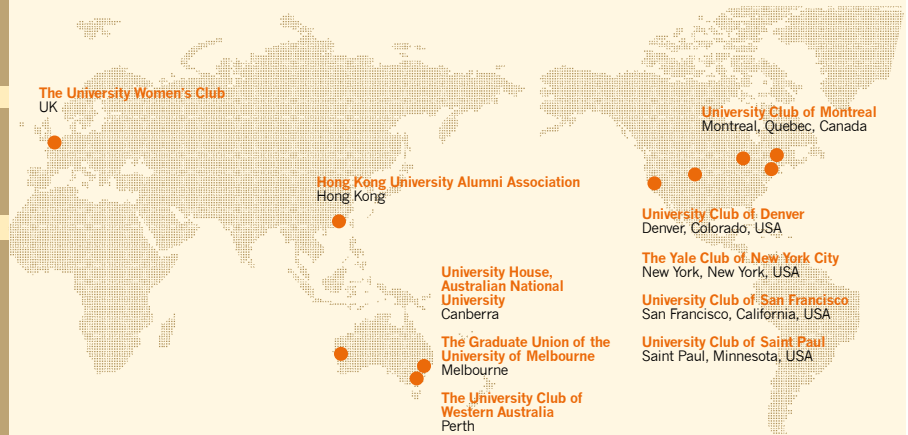 The University Women's Club
UK
University Club of Montreal
Montreal, Quebec, Canada
Hong Kong University Alumni Association
Hong Kong
University Club of Denver
Denver, Colorado, USA
The Yale Club of New York City
New York, New York, USA
University Club of San Francisco
San Francisco, California, USA
University Club of Saint Paul
Saint Paul, Minnesota, USA
University House,
Australian National
University
Canberra
The Graduate Union of the
University of Melbourne
Melbourne
The University Club of
Western Australia
Perth